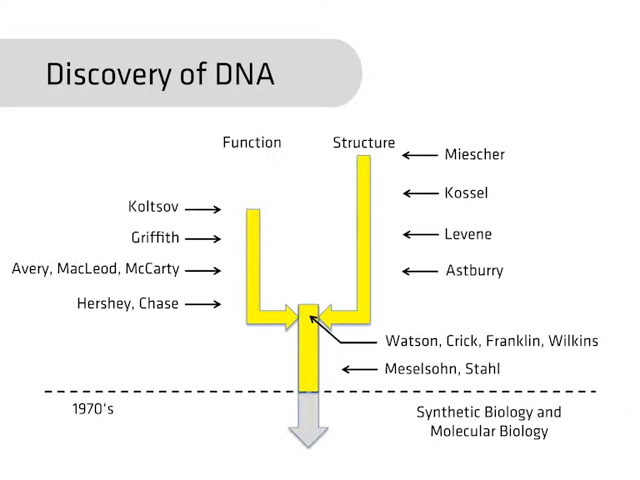 Discovery of DNA
Function
Structure
Miescher
Kossel
Koltsov
Levene
Griffith
Avery, MacLeod, McCarty
Astburry
Hershey, Chase
Watson, Crick, Franklin, Wilkins
Meselsohn, Stahl
1970's
Synthetic Biology and
Molecular Biology